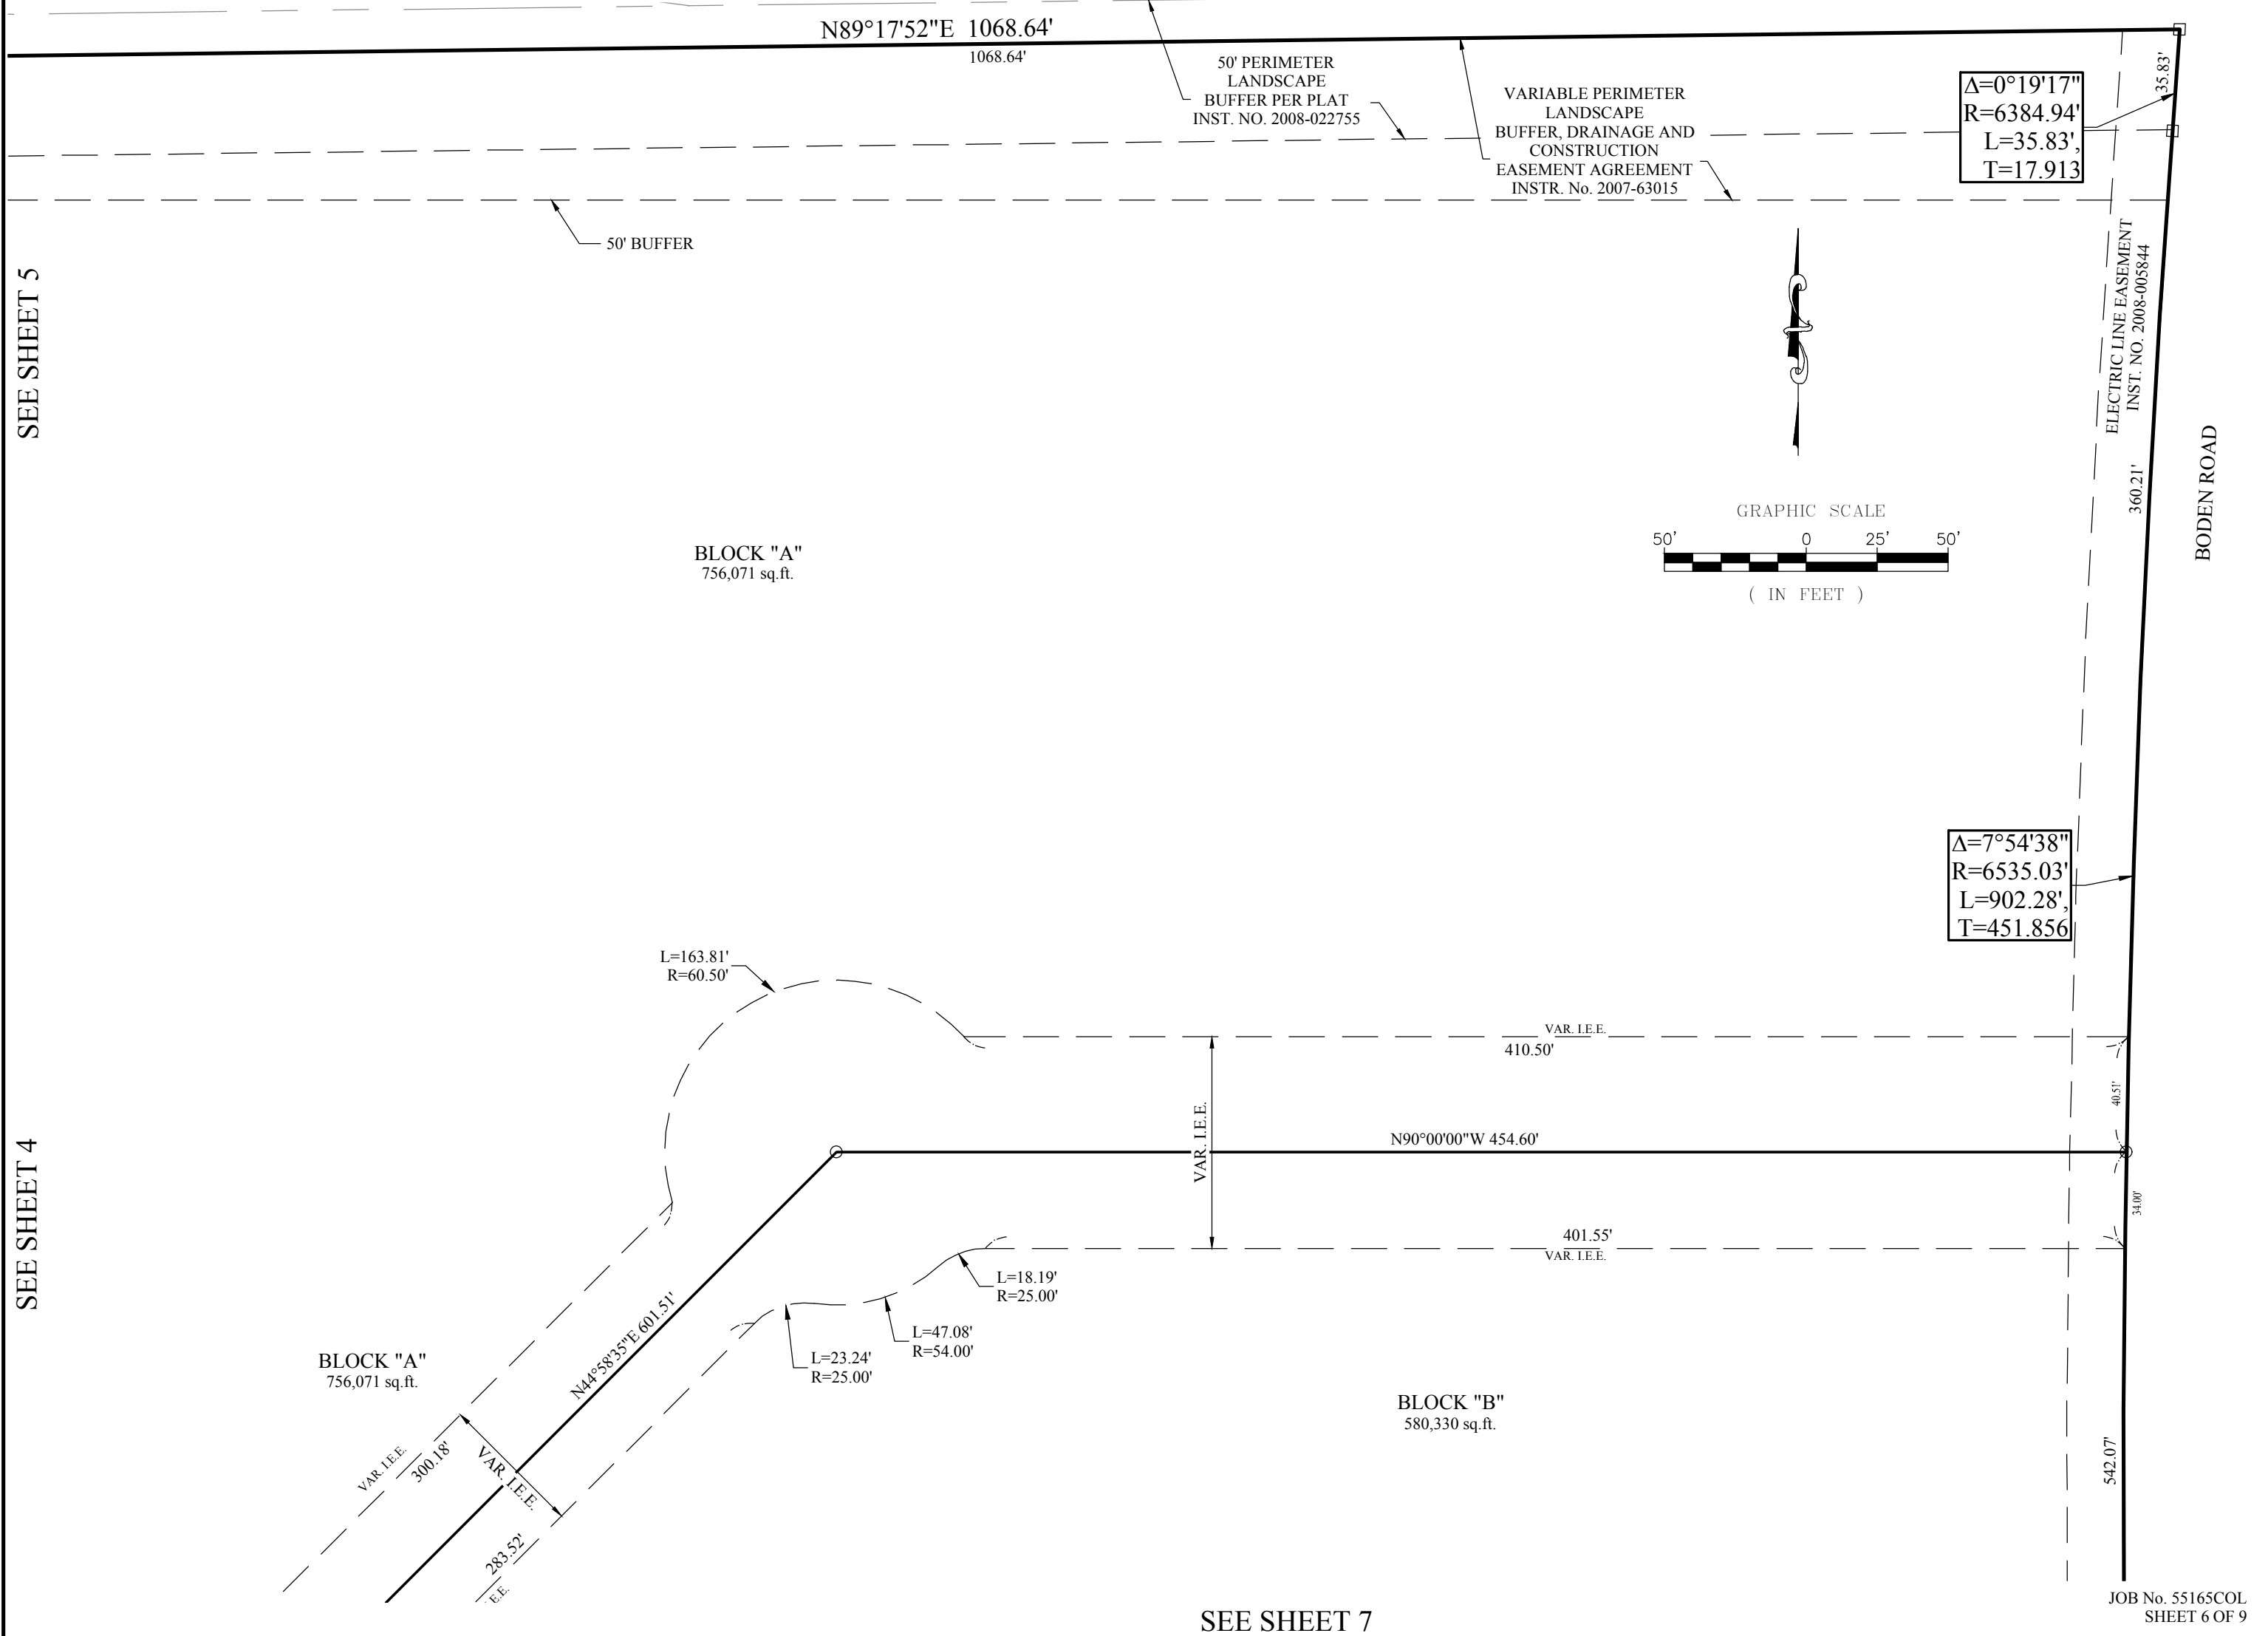 N89°17'52"E 1068.64'
1068.64'
50' PERIMETER
LANDSCAPE
BUFFER PER PLAT
INST. NO. 2008-022755
VARIABLE PERIMETER
LANDSCAPE
BUFFER, DRAINAGE AND
CONSTRUCTION
EASEMENT AGREEMENT
INSTR. No. 2007-63015
Δ=0°19'17"
R=6384.94'
L=35.83',
T=17.913
35.83'
50' BUFFER
SEE SHEET 5
ELECTRIC LINE EASEMENT
INST. NO. 2008-005844
360.21'
BODEN ROAD
GRAPHIC SCALE
50' 0 25' 50'
( IN FEET )
BLOCK "A"
756,071 sq.ft.
Δ=7°54'38"
R=6535.03'
L=902.28',
T=451.856
L=163.81'
R=60.50'
VAR. I.E.E.
410.50'
40.51'
VAR. I.E.E.
N90°00'00"W 454.60'
SEE SHEET 4
34.00'
401.55'
VAR. I.E.E.
L=18.19'
R=25.00'
L=47.08'
R=54.00'
L=23.24'
R=25.00'
N44°58'35"E 601.51'
BLOCK "A"
756,071 sq.ft.
BLOCK "B"
580,330 sq.ft.
VAR. I.E.E.
300.18'
VAR. I.E.E.
283.52'
.E.E.
542.07'
SEE SHEET 7
JOB No. 55165COL
SHEET 6 OF 9